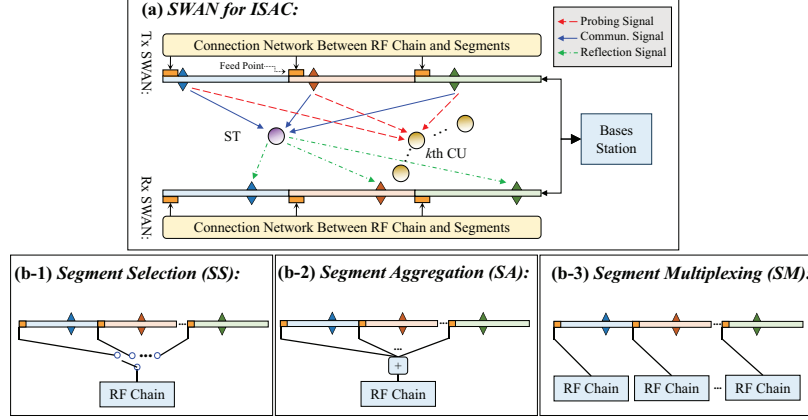 (a) SWAN for ISAC:
Tx SWAN:
Connection Network Between RF Chain and Segments
Feed Point
Probing Signal
Commun. Signal
Reflection Signal
ST
kth CU
Bases
Station
Rx SWAN:
Connection Network Between RF Chain and Segments
(b-1) Segment Selection (SS):
RF Chain
(b-2) Segment Aggregation (SA):
+
RF Chain
(b-3) Segment Multiplexing (SM):
RF Chain RF Chain ... RF Chain